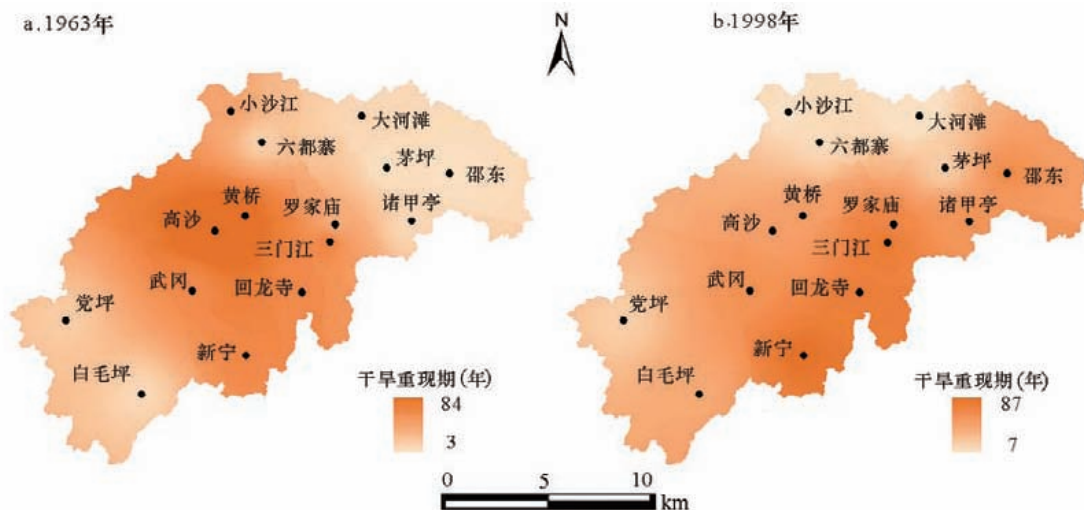 a.1963年
N
b.1998年
小沙江
大河滩
六都寨
茅坪
邵东
黄桥
罗家庙
诸甲亭
高沙
三门江
武冈
回龙寺
党坪
新宁
白毛坪
干旱重现期(年)
84
3
小沙江
大河滩
六都寨
茅坪
邵东
黄桥
罗家庙
诸甲亭
高沙
三门江
武冈
回龙寺
党坪
新宁
白毛坪
干旱重现期(年)
87
7
0 5 10
km